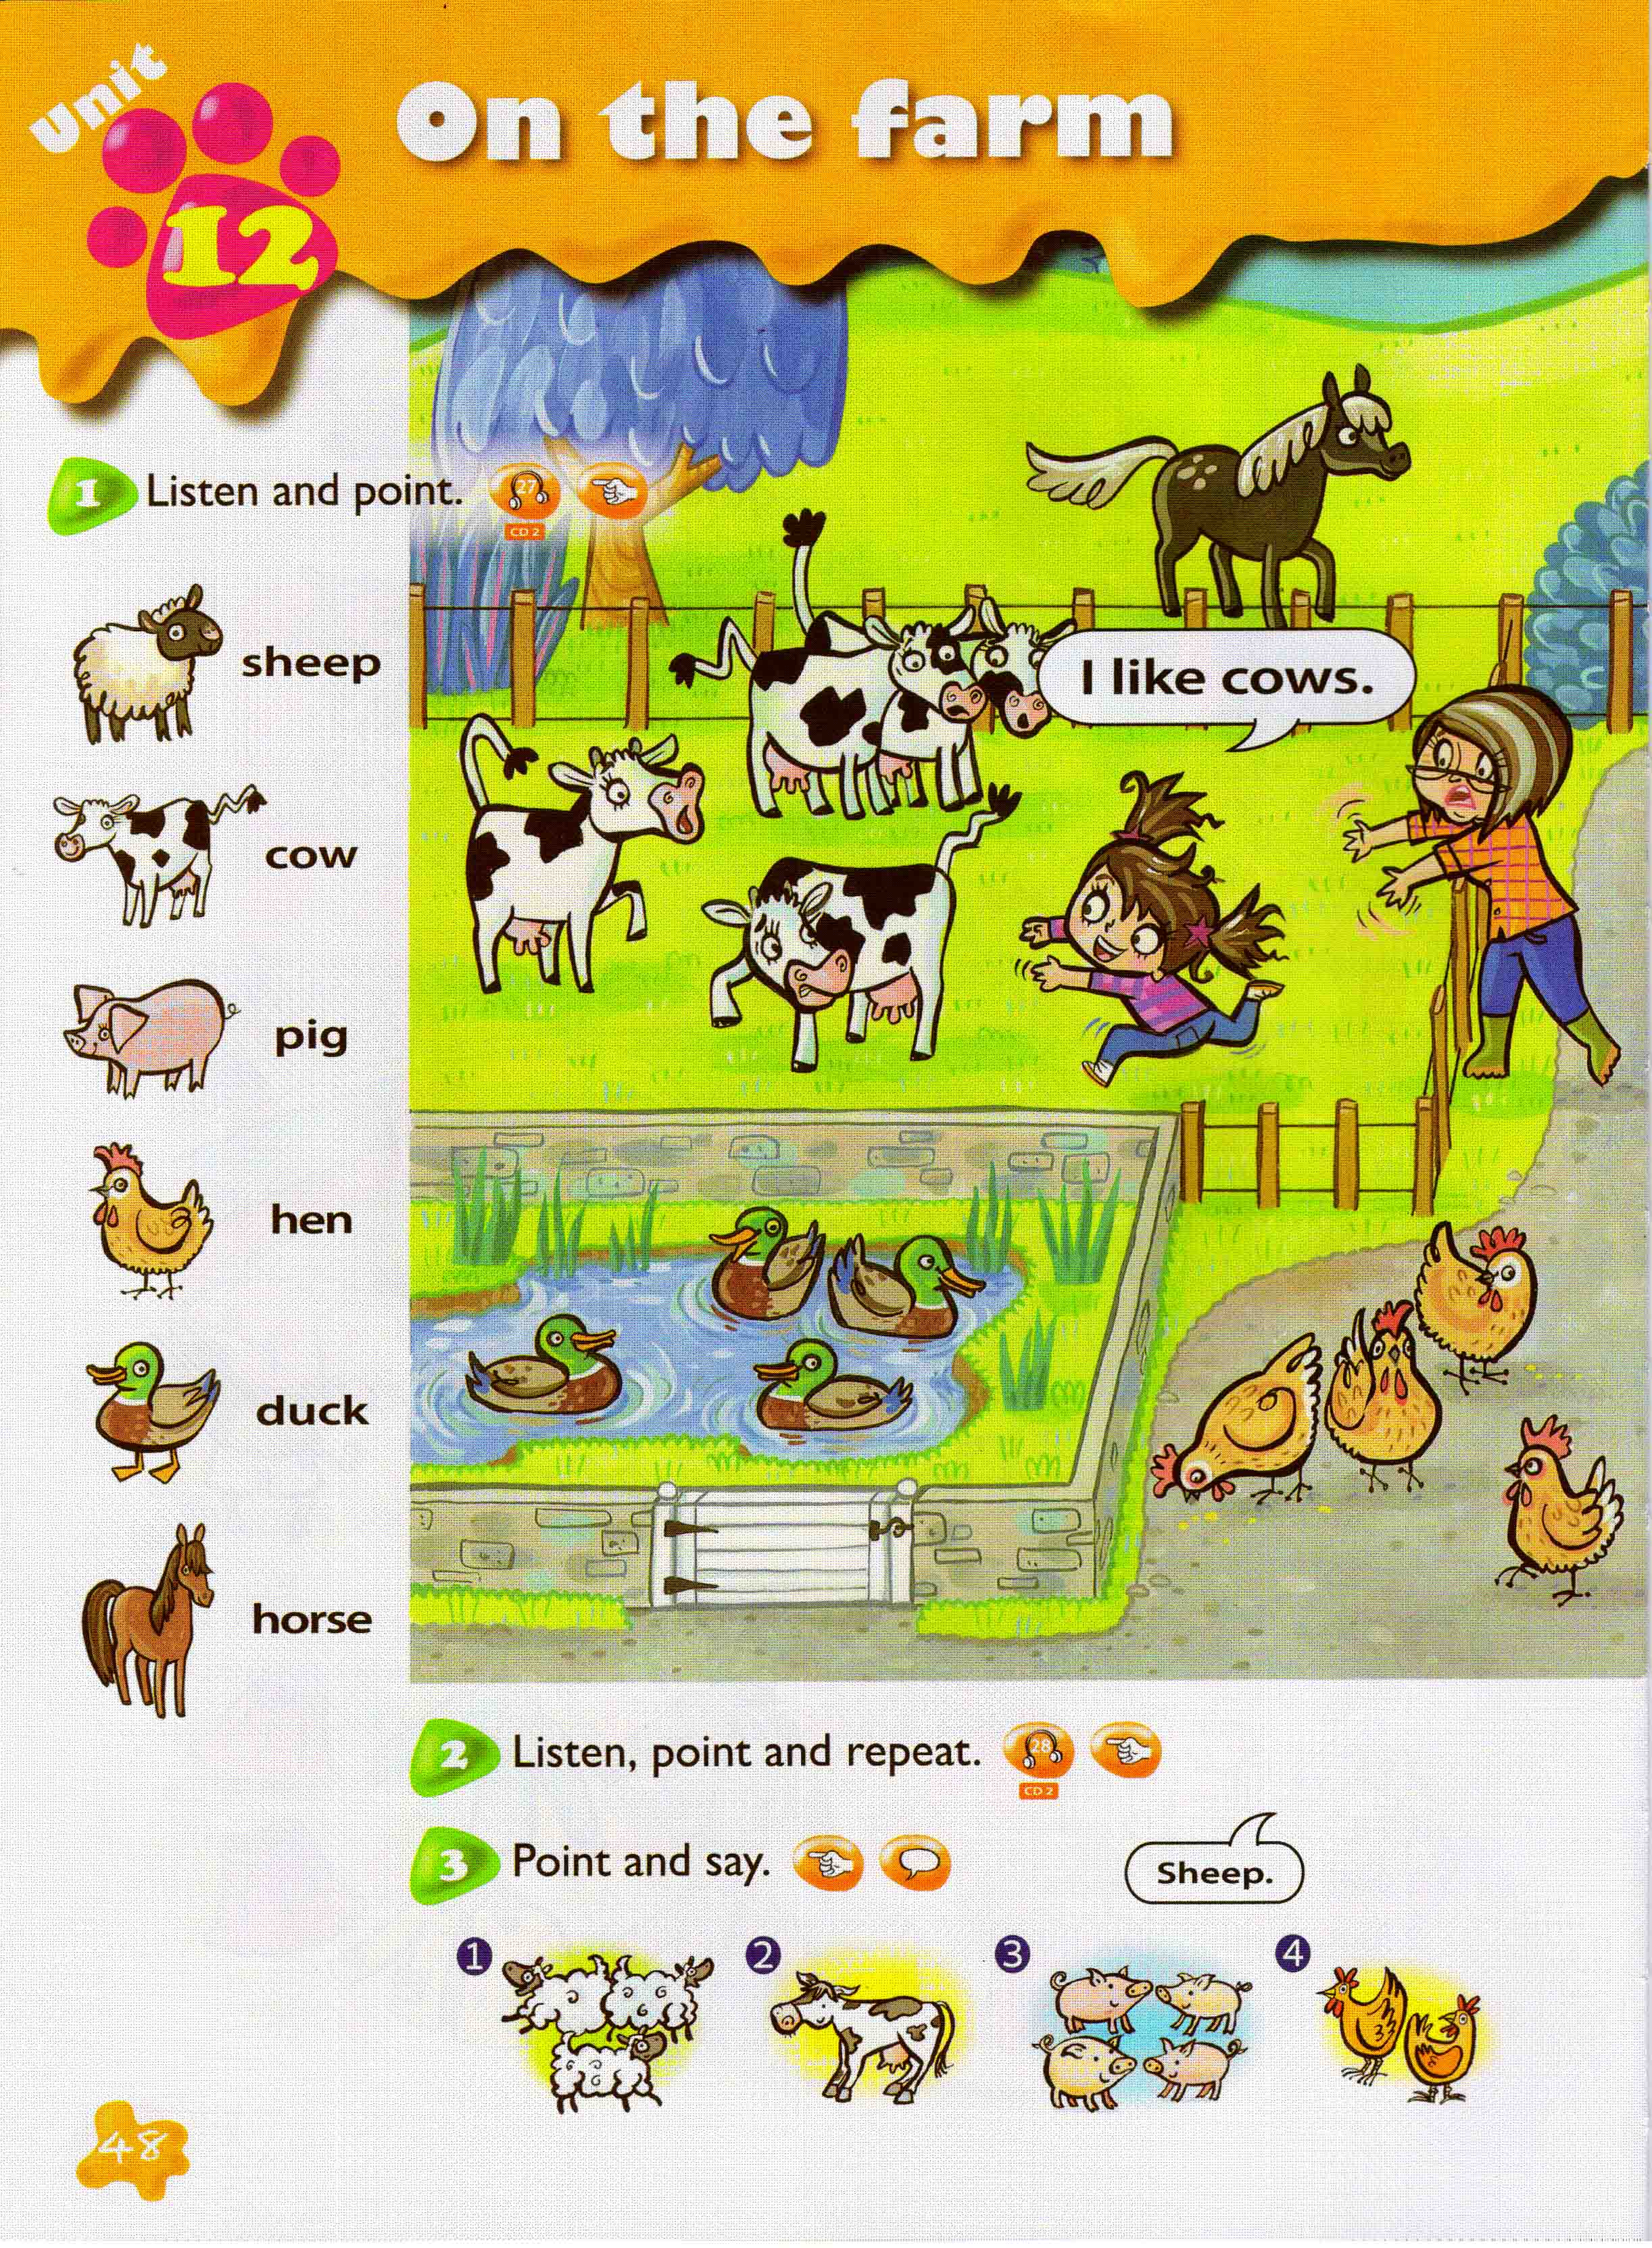 Unit
12
On the farm
1 Listen and point.
27
CD 2
sheep
cow
pig
hen
duck
horse
I like cows.
2 Listen, point and repeat.
28
CD 2
3 Point and say.
Sheep.
1
2
3
4
48